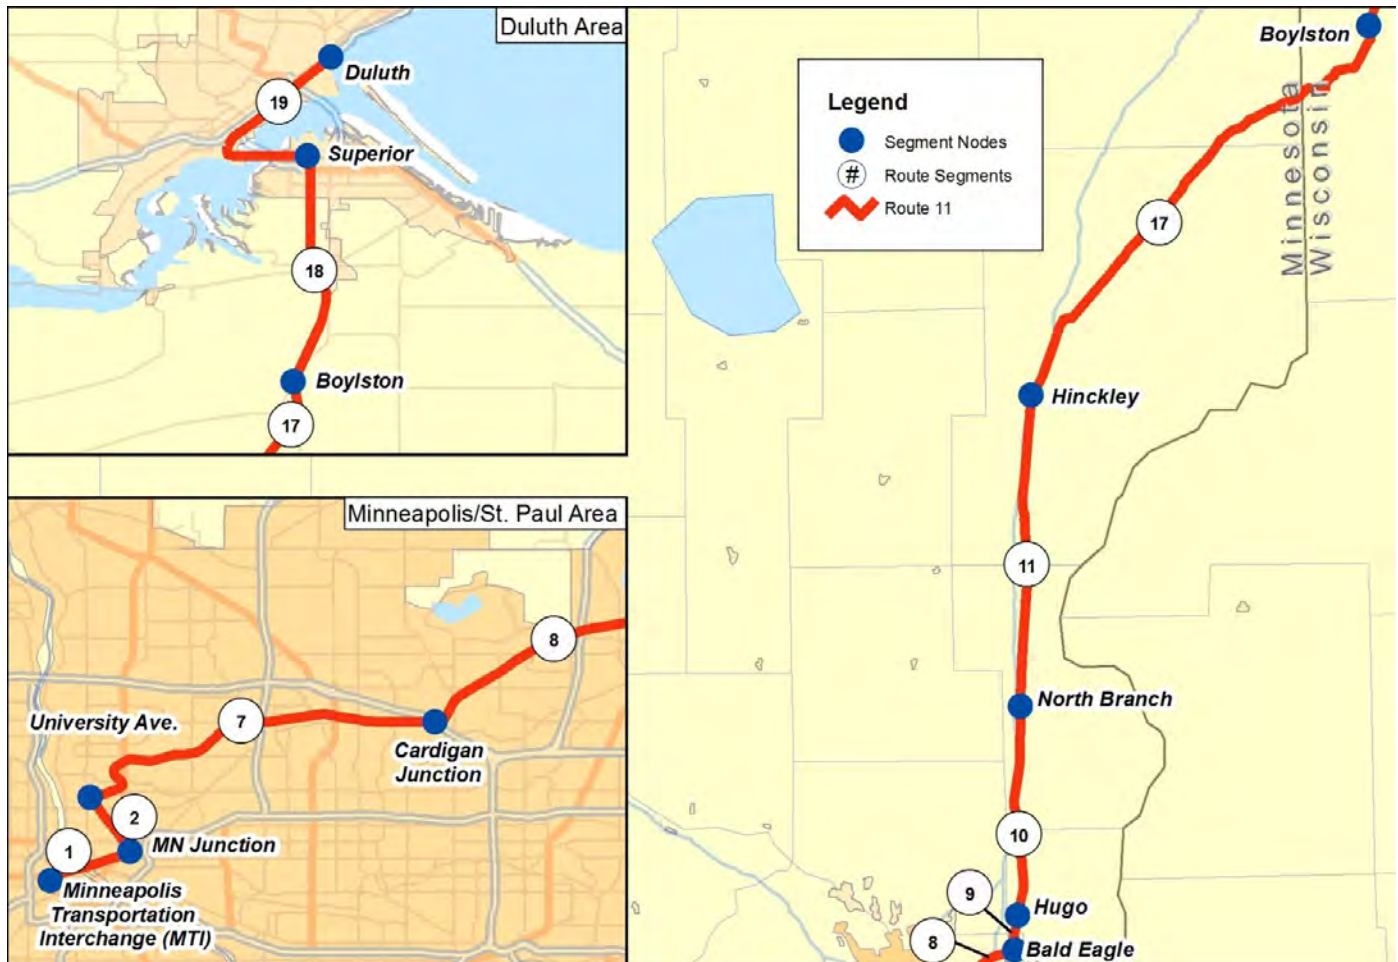 Duluth Area
Duluth
19
Superior
18
Boylston
17
Minneapolis/St. Paul Area
8
University Ave.
7
Cardigan
Junction
2
MN Junction
1
Minneapolis
Transportation
Interchange (MTI)
Legend
Segment Nodes
# Route Segments
Route 11
Boylston
Minnesota
Wisconsin
17
Hinckley
11
North Branch
10
9
Hugo
8
Bald Eagle